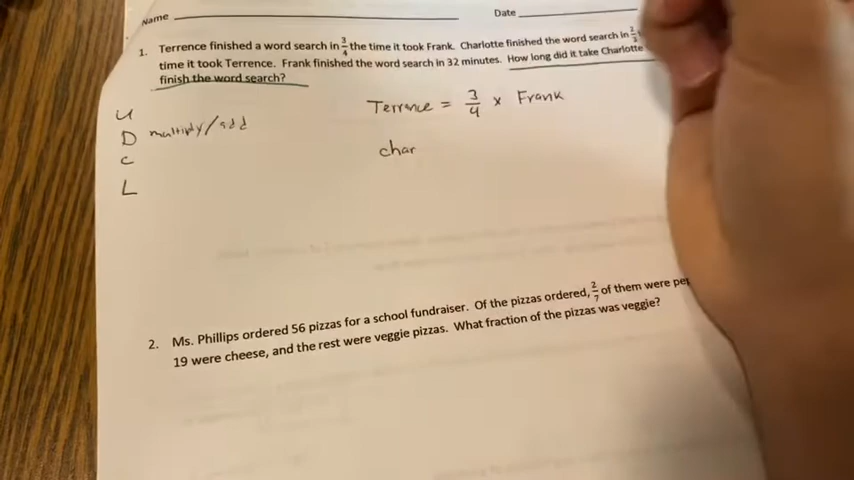 Name Date
1. Terrence finished a word search in 3/4 the time it took Frank. Charlotte finished the word search in 2/3
time it took Terrence. Frank finished the word search in 32 minutes. How long did it take Charlotte
finish the word search?
U
D multiply/add
C
L
Terrence = 3/4 x Frank
char
2. Ms. Phillips ordered 56 pizzas for a school fundraiser. Of the pizzas ordered, 2/7 of them were
19 were cheese, and the rest were veggie pizzas. What fraction of the pizzas was veggie?